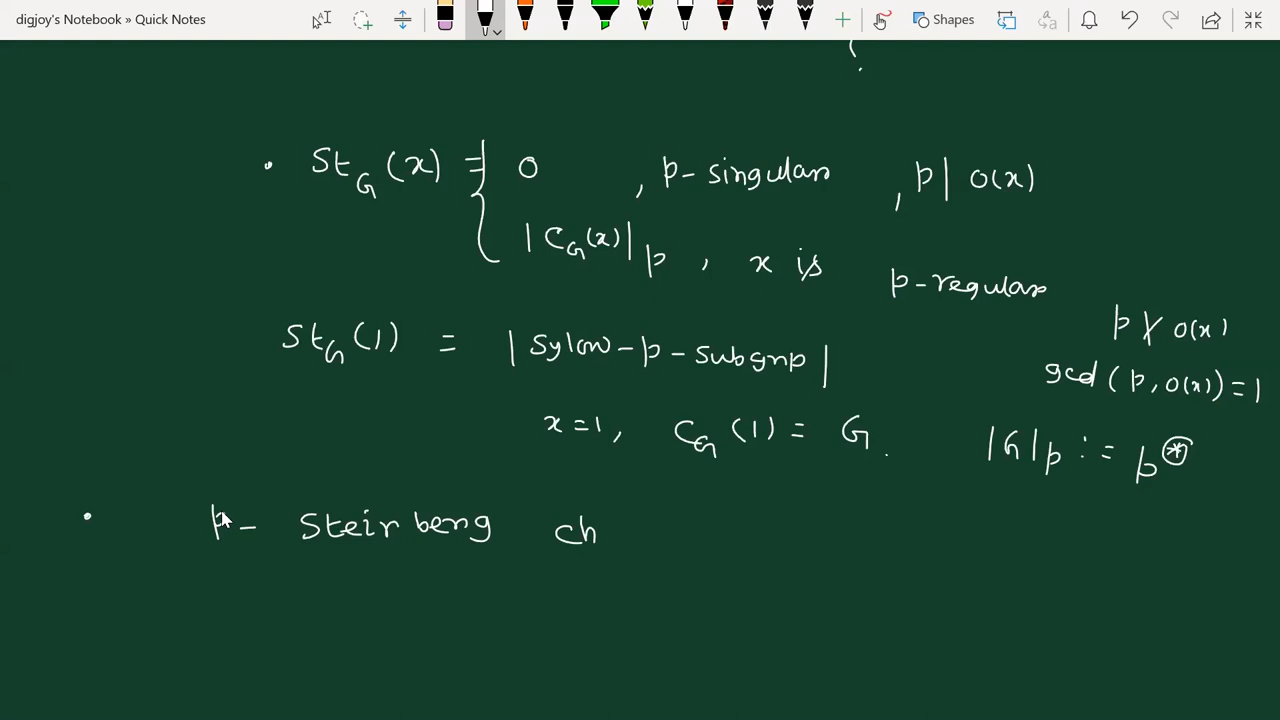 digjoy's Notebook » Quick Notes
Shapes
• St_G (x) = { 0 , p-singular , p | o(x)
|C_G(x)|_p , x is p-regular
p ∤ o(x)
gcd (p, o(x)) = 1
St_G (1) = | Sylow-p-subgrp |
x=1, C_G (1) = G.
|G|_p := p^⊛
• p- Steinberg ch